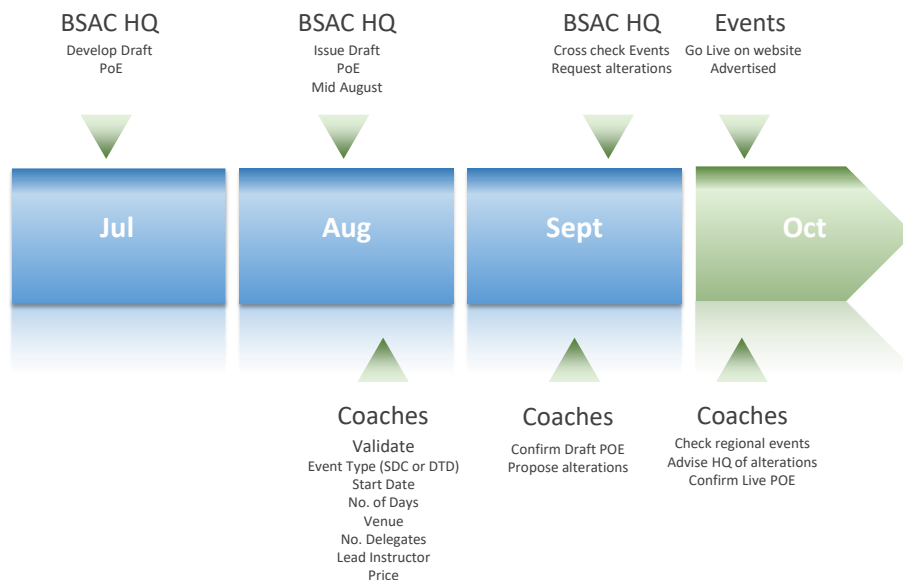 BSAC HQ
Develop Draft
PoE
BSAC HQ
Issue Draft
PoE
Mid August
BSAC HQ
Cross check Events
Request alterations
Events
Go Live on website
Advertised
Jul
Aug
Sept
Oct
Coaches
Validate
Event Type (SDC or DTD)
Start Date
No. of Days
Venue
No. Delegates
Lead Instructor
Price
Coaches
Confirm Draft POE
Propose alterations
Coaches
Check regional events
Advise HQ of alterations
Confirm Live POE